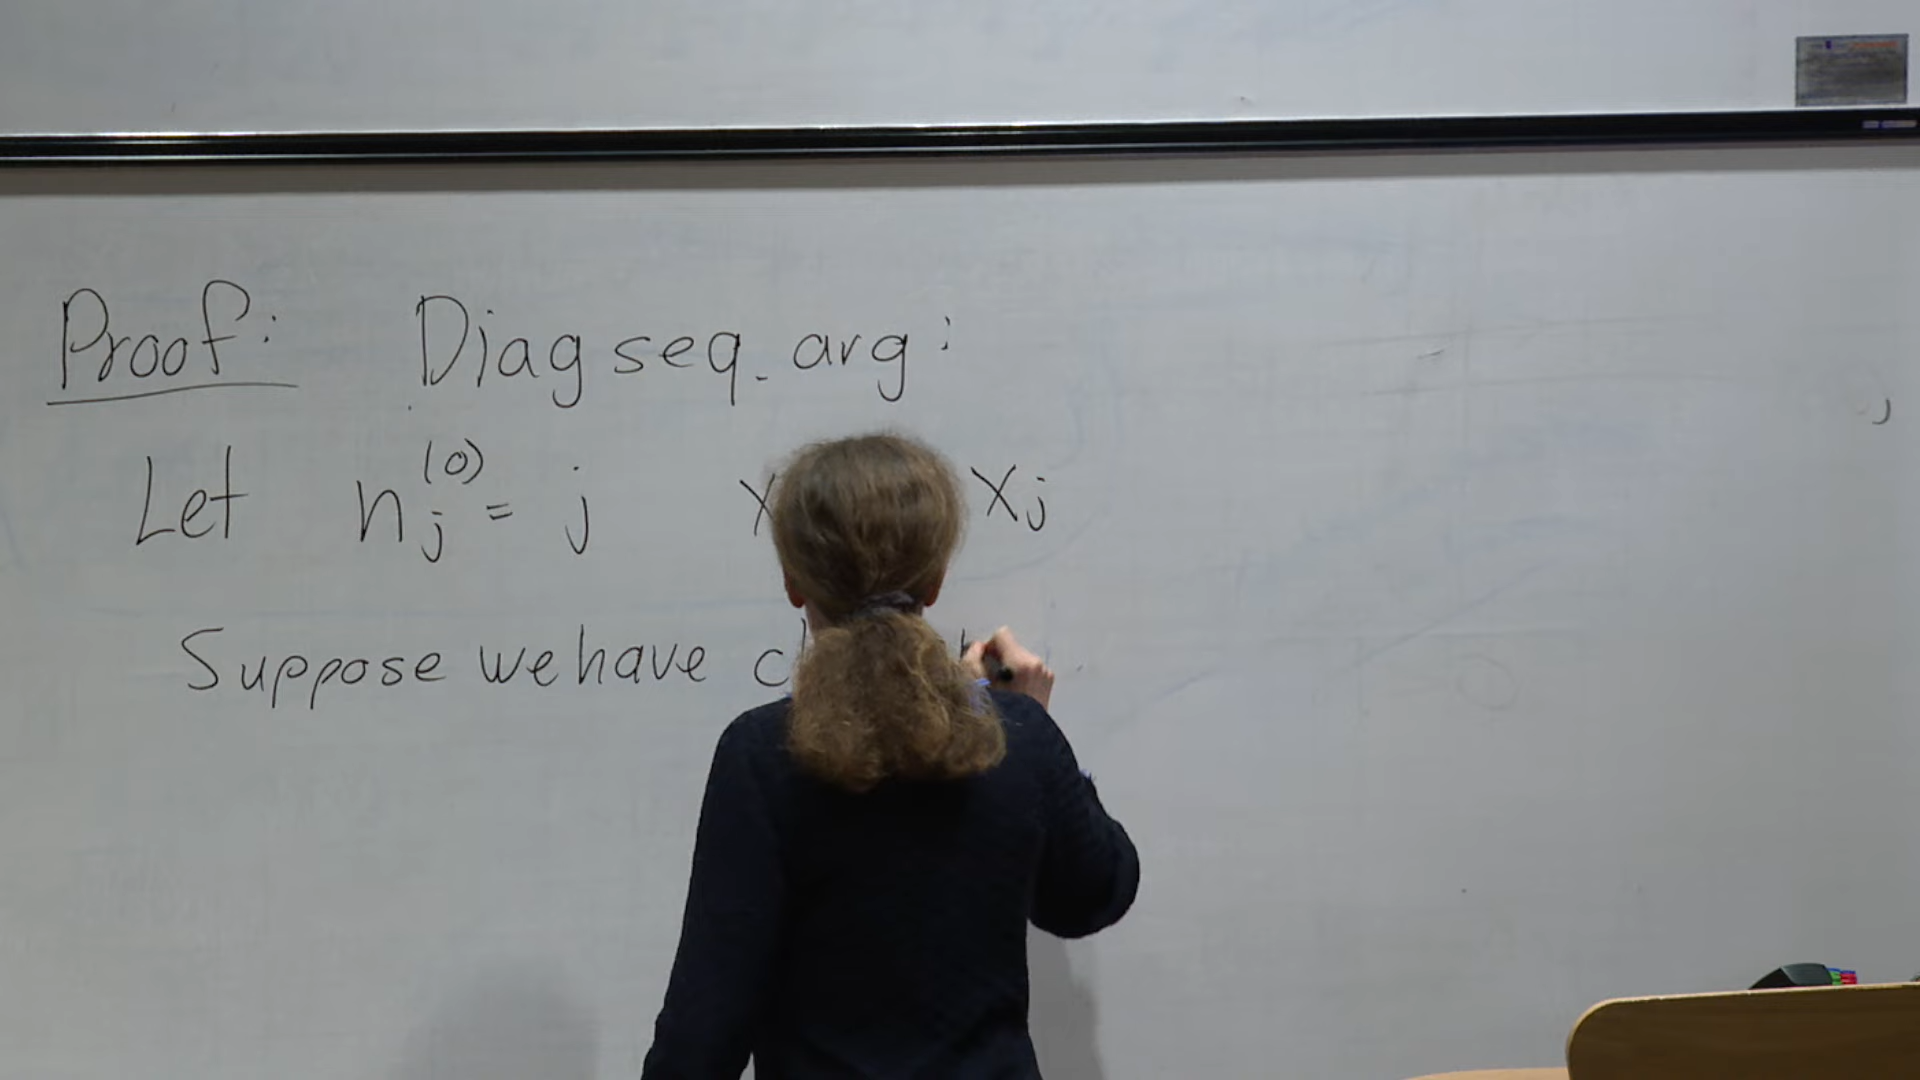 Proof: Diag seq. arg:
Let n_j^(0) = j x_j
Suppose we have